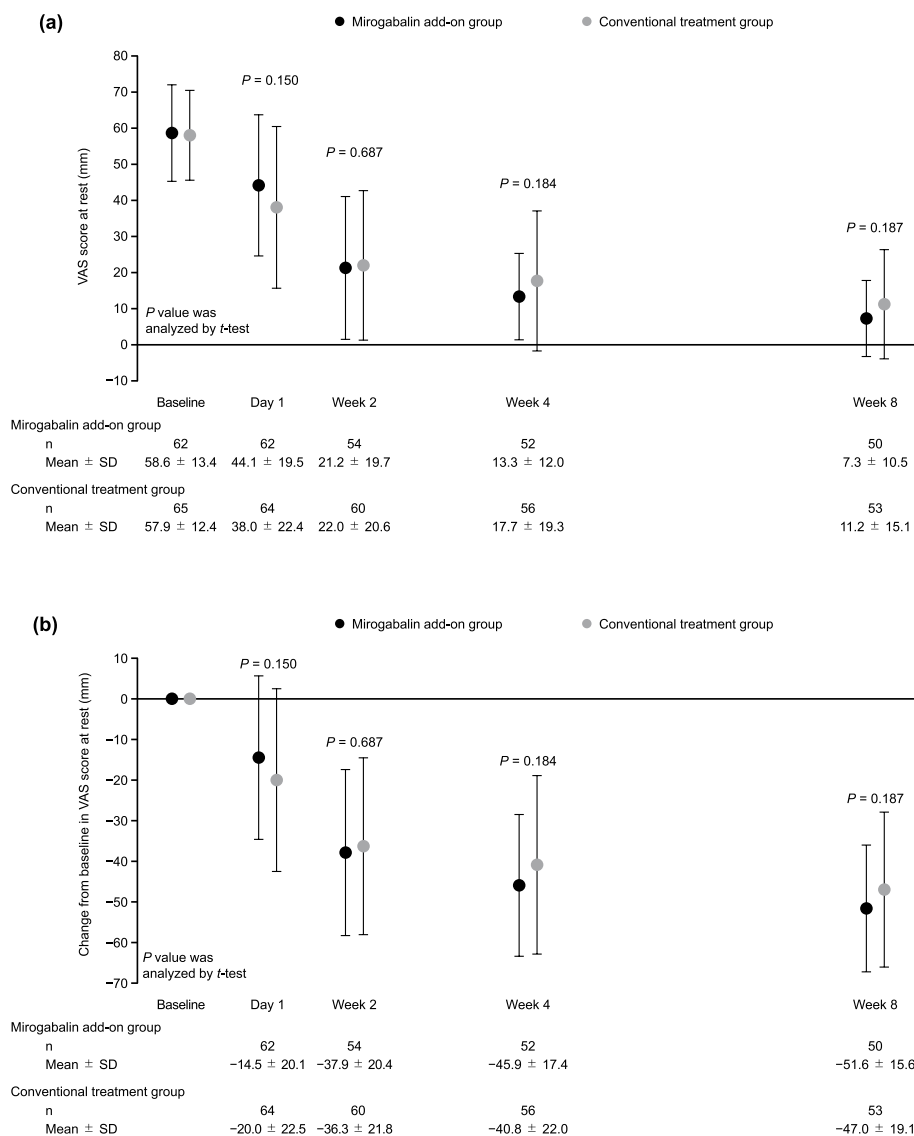 (a)
Mirogabalin add-on group Conventional treatment group
80
70
60
50
40
30
20
10
0
−10
VAS score at rest (mm)
P = 0.150
P = 0.687
P = 0.184
P = 0.187
P value was
analyzed by t-test
Baseline Day 1 Week 2 Week 4 Week 8
Mirogabalin add-on group
n 62 62 54 52 50
Mean ± SD 58.6 ± 13.4 44.1 ± 19.5 21.2 ± 19.7 13.3 ± 12.0 7.3 ± 10.5
Conventional treatment group
n 65 64 60 56 53
Mean ± SD 57.9 ± 12.4 38.0 ± 22.4 22.0 ± 20.6 17.7 ± 19.3 11.2 ± 15.1
(b)
Mirogabalin add-on group Conventional treatment group
10
0
−10
−20
−30
−40
−50
−60
−70
Change from baseline in VAS score at rest (mm)
P = 0.150
P = 0.687
P = 0.184
P = 0.187
P value was
analyzed by t-test
Baseline Day 1 Week 2 Week 4 Week 8
Mirogabalin add-on group
n 62 54 52 50
Mean ± SD −14.5 ± 20.1 −37.9 ± 20.4 −45.9 ± 17.4 −51.6 ± 15.6
Conventional treatment group
n 64 60 56 53
Mean ± SD −20.0 ± 22.5 −36.3 ± 21.8 −40.8 ± 22.0 −47.0 ± 19.1